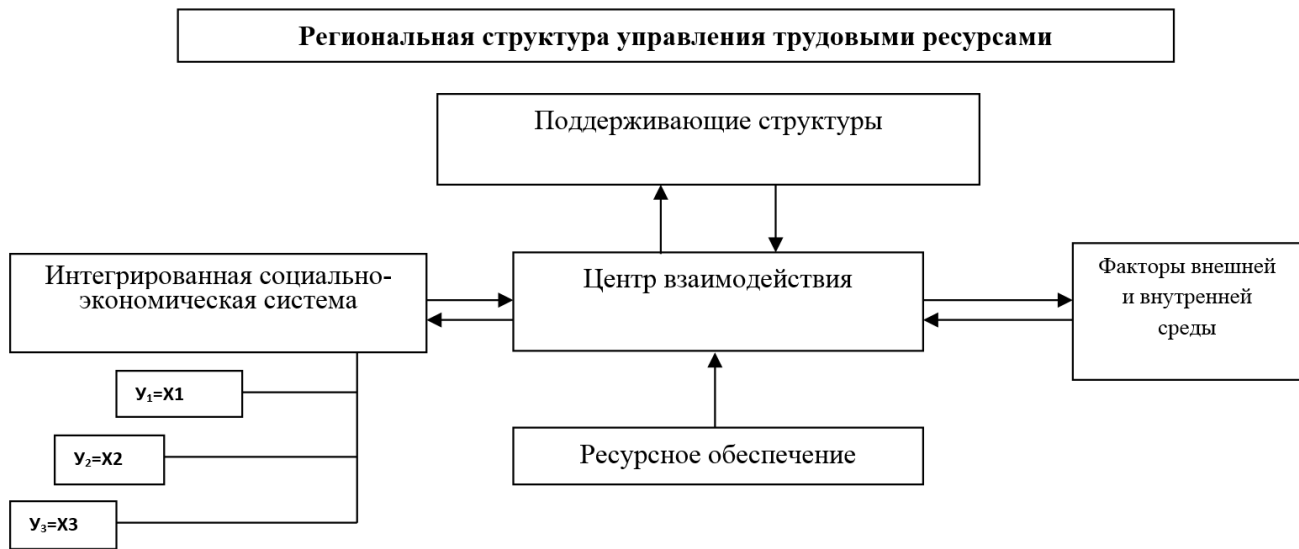 Региональная структура управления трудовыми ресурсами
Поддерживающие структуры
Интегрированная социально-
экономическая система
Центр взаимодействия
Факторы внешней
и внутренней
среды
У₁=Х1
У₂=Х2
У₃=Х3
Ресурсное обеспечение